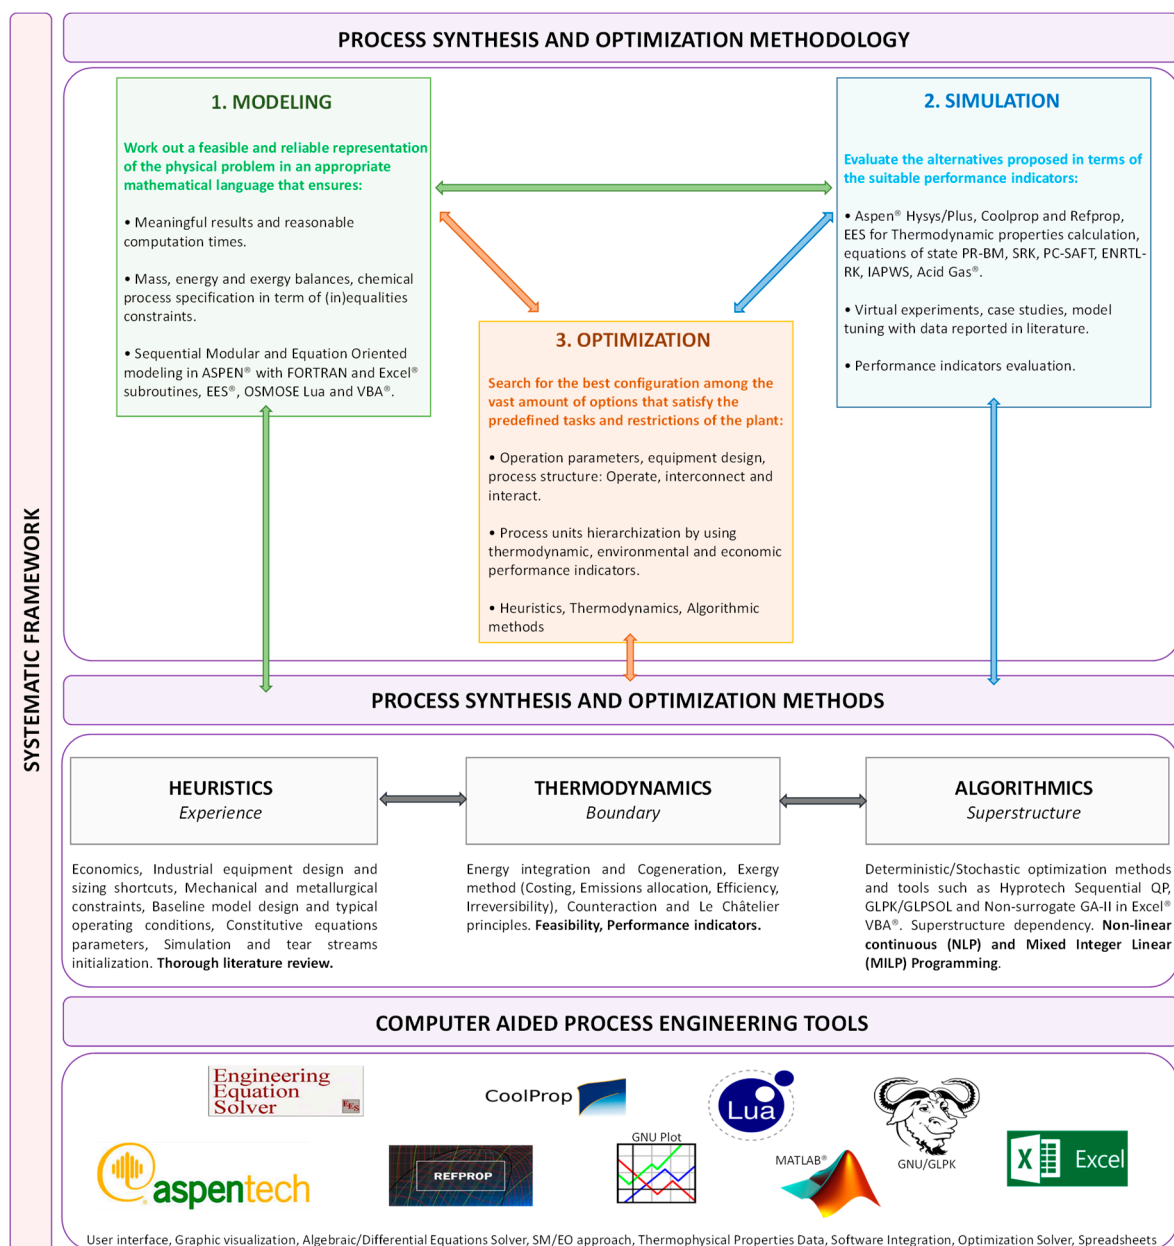 SYSTEMATIC FRAMEWORK
PROCESS SYNTHESIS AND OPTIMIZATION METHODOLOGY
1. MODELING
Work out a feasible and reliable representation
of the physical problem in an appropriate
mathematical language that ensures:
• Meaningful results and reasonable
computation times.
• Mass, energy and exergy balances, chemical
process specification in term of (in)equalities
constraints.
• Sequential Modular and Equation Oriented
modeling in ASPEN® with FORTRAN and Excel®
subroutines, EES®, OSMOSE Lua and VBA®.
2. SIMULATION
Evaluate the alternatives proposed in terms of
the suitable performance indicators:
• Aspen® Hysys/Plus, Coolprop and Refprop,
EES for Thermodynamic properties calculation,
equations of state PR-BM, SRK, PC-SAFT, ENRTL-
RK, IAPWS, Acid Gas®.
• Virtual experiments, case studies, model
tuning with data reported in literature.
• Performance indicators evaluation.
3. OPTIMIZATION
Search for the best configuration among the
vast amount of options that satisfy the
predefined tasks and restrictions of the plant:
• Operation parameters, equipment design,
process structure: Operate, interconnect and
interact.
• Process units hierarchization by using
thermodynamic, environmental and economic
performance indicators.
• Heuristics, Thermodynamics, Algorithmic
methods
PROCESS SYNTHESIS AND OPTIMIZATION METHODS
HEURISTICS
Experience
Economics, Industrial equipment design and
sizing shortcuts, Mechanical and metallurgical
constraints, Baseline model design and typical
operating conditions, Constitutive equations
parameters, Simulation and tear streams
initialization. Thorough literature review.
THERMODYNAMICS
Boundary
Energy integration and Cogeneration, Exergy
method (Costing, Emissions allocation, Efficiency,
Irreversibility), Counteraction and Le Châtelier
principles. Feasibility, Performance indicators.
ALGORITHMICS
Superstructure
Deterministic/Stochastic optimization methods
and tools such as Hyprotech Sequential QP,
GLPK/GLPSOL and Non-surrogate GA-II in Excel®
VBA®. Superstructure dependency. Non-linear
continuous (NLP) and Mixed Integer Linear
(MILP) Programming.
COMPUTER AIDED PROCESS ENGINEERING TOOLS
Engineering
Equation
Solver
EES
CoolProp
Lua
GNU/GLPK
aspentech
REFPROP
GNU Plot
MATLAB®
X Excel
User interface, Graphic visualization, Algebraic/Differential Equations Solver, SM/EO approach, Thermophysical Properties Data, Software Integration, Optimization Solver, Spreadsheets